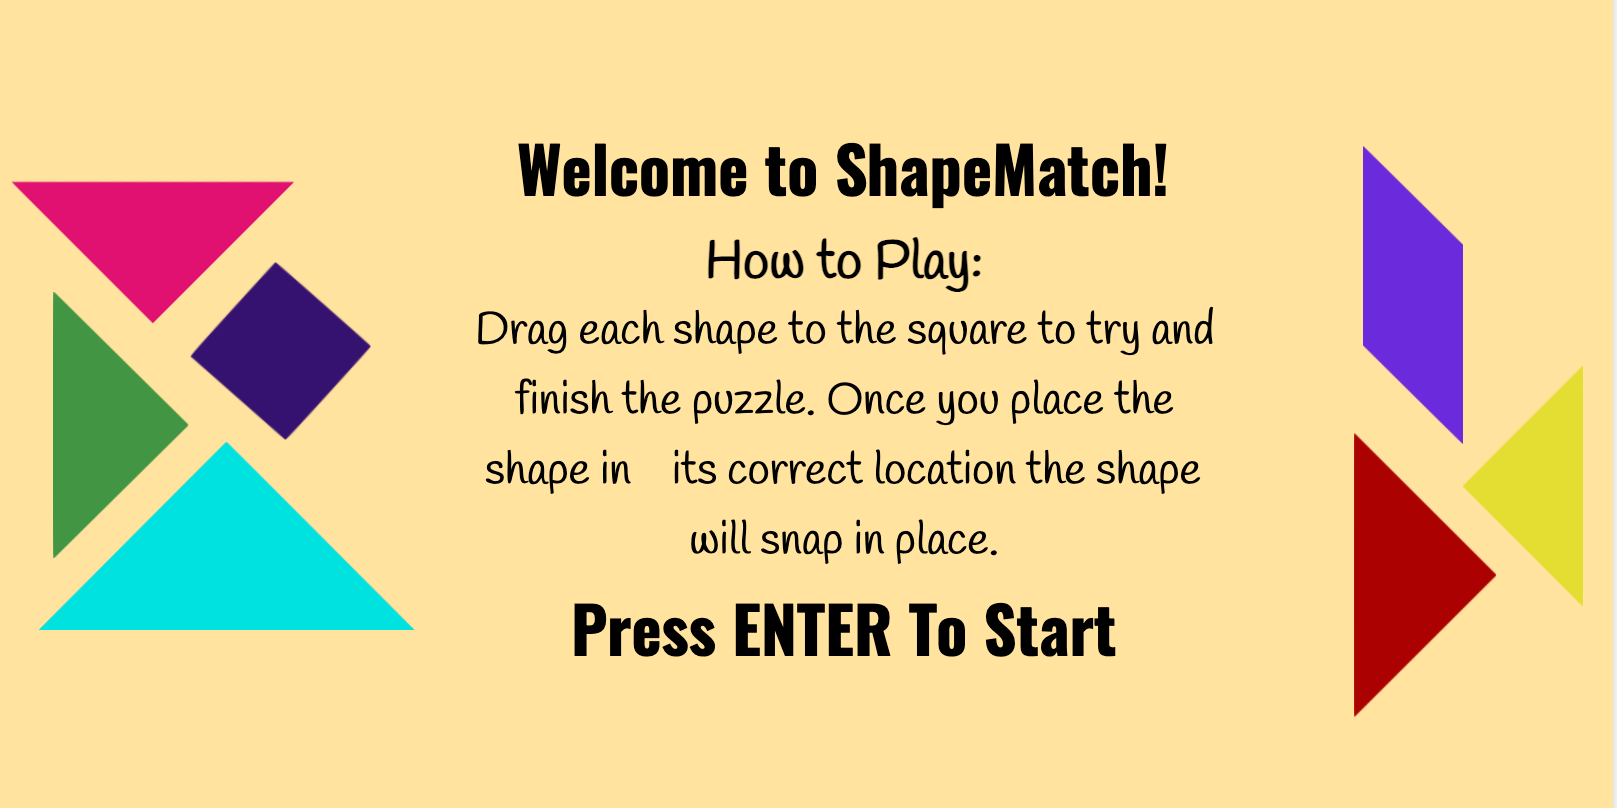 Welcome to ShapeMatch!
How to Play:
Drag each shape to the square to try and
finish the puzzle. Once you place the
shape in    its correct location the shape
will snap in place.
Press ENTER To Start